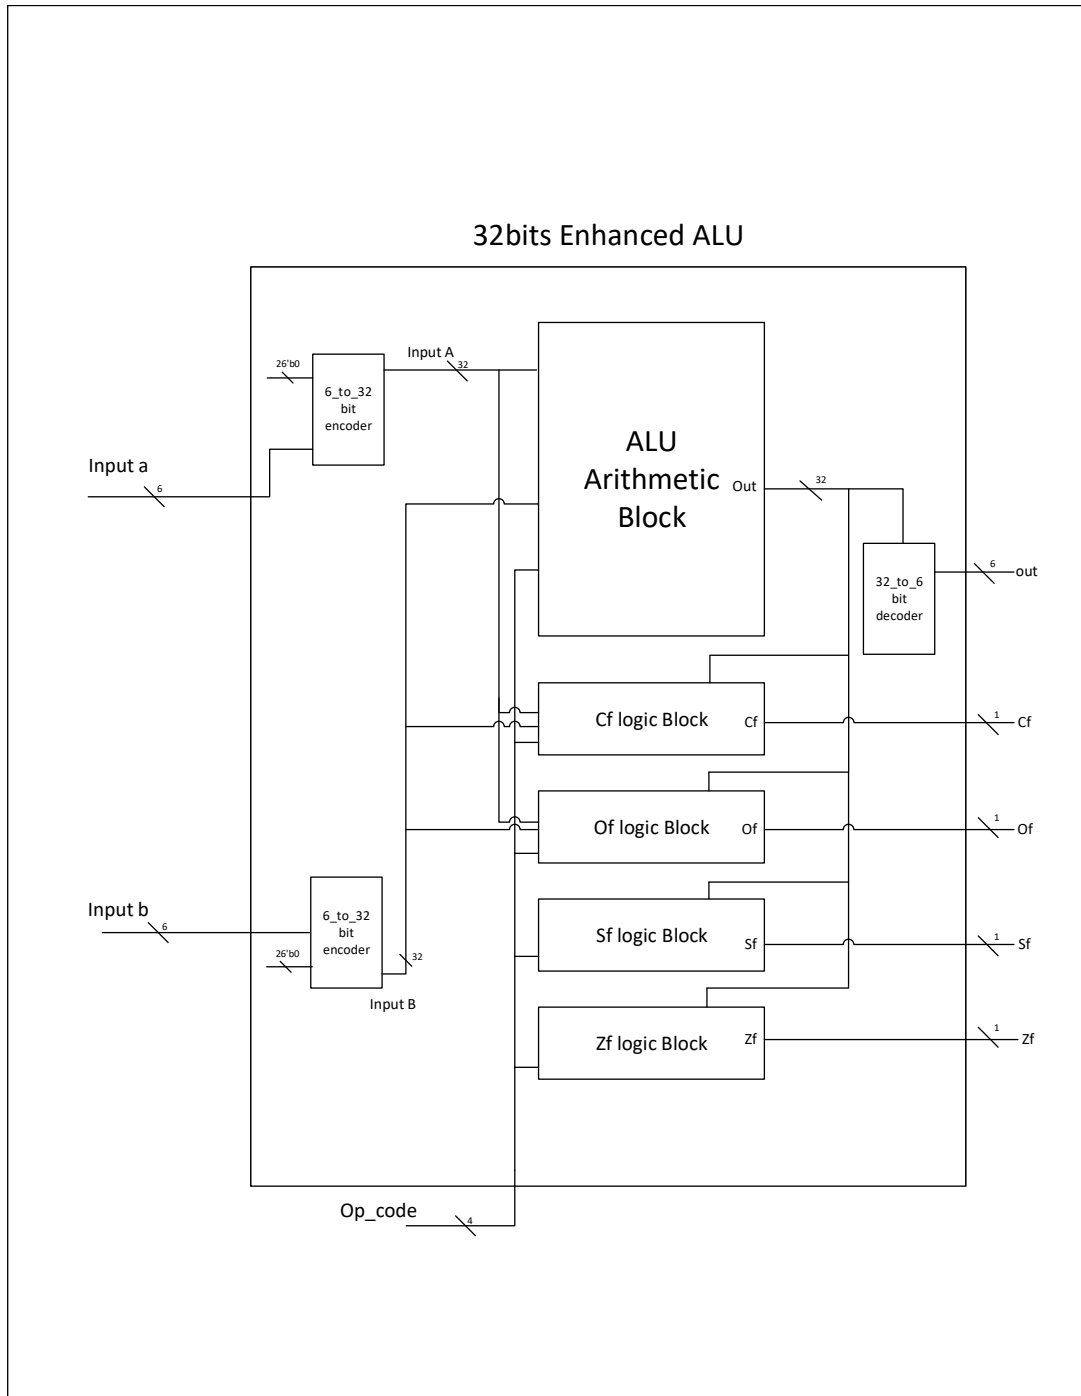 32bits Enhanced ALU
26'b0
6_to_32
bit
encoder
Input A
32
Input a
6
ALU
Arithmetic
Block
Out
32
32_to_6
bit
decoder
6
out
Cf logic Block
Cf
1
Cf
Of logic Block
Of
1
Of
Input b
6
6_to_32
bit
encoder
26'b0
32
Input B
Sf logic Block
Sf
1
Sf
Zf logic Block
Zf
1
Zf
Op_code
4